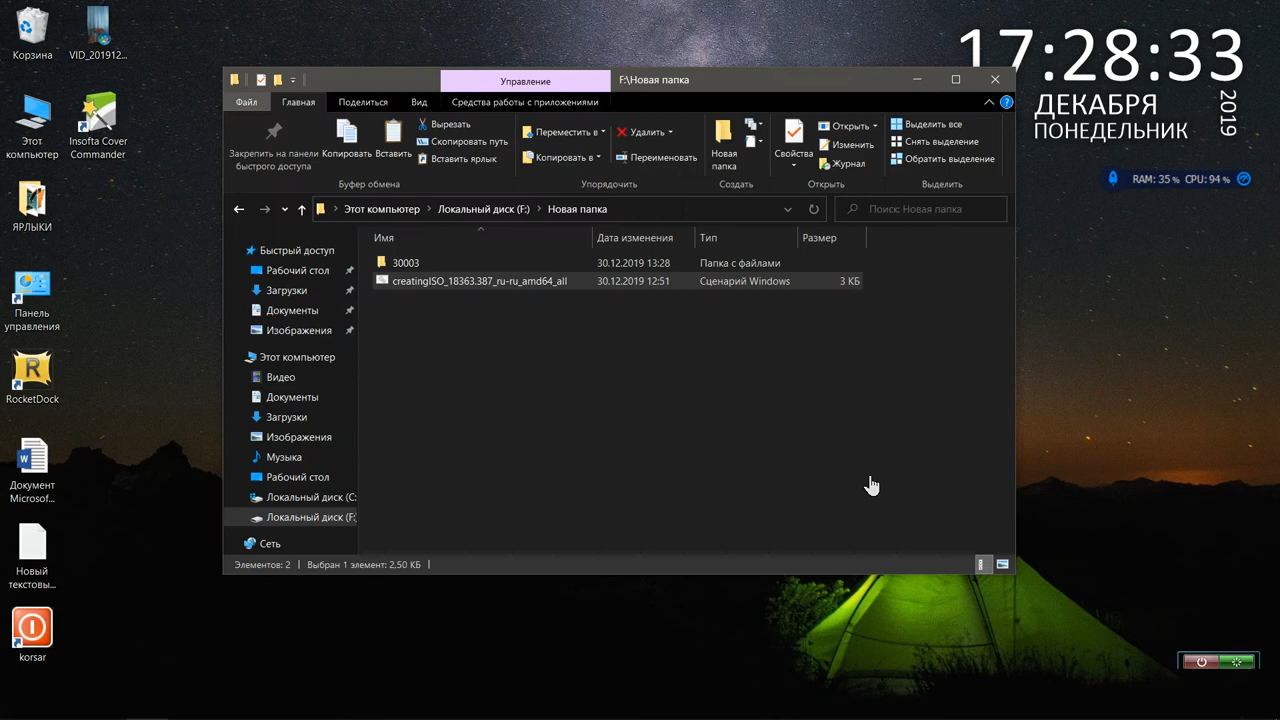 Корзина
VID_201912...
Этот
компьютер
Insofta Cover
Commander
ЯРЛЫКИ
Панель
управления
RocketDock
Документ
Microsof...
Новый
текстовы...
korsar
Управление
F:\Новая папка
Файл
Главная
Поделиться
Вид
Средства работы с приложениями
Закрепить на панели
быстрого доступа
Копировать
Вставить
Вырезать
Скопировать путь
Вставить ярлык
Буфер обмена
Переместить в
Копировать в
Удалить
Переименовать
Упорядочить
Новая
папка
Создать
Свойства
Открыть
Изменить
Журнал
Открыть
Выделить все
Снять выделение
Обратить выделение
Выделить
Этот компьютер > Локальный диск (F:) > Новая папка
Поиск: Новая папка
Имя
Дата изменения
Тип
Размер
30003
30.12.2019 13:28
Папка с файлами
creatingISO_18363.387_ru-ru_amd64_all
30.12.2019 12:51
Сценарий Windows
3 КБ
Быстрый доступ
Рабочий стол
Загрузки
Документы
Изображения
Этот компьютер
Видео
Документы
Загрузки
Изображения
Музыка
Рабочий стол
Локальный диск (C:
Локальный диск (F:
Сеть
Элементов: 2
Выбран 1 элемент: 2,50 КБ
17:28:33
ДЕКАБРЯ
ПОНЕДЕЛЬНИК
2019
RAM: 35 % CPU: 94 %